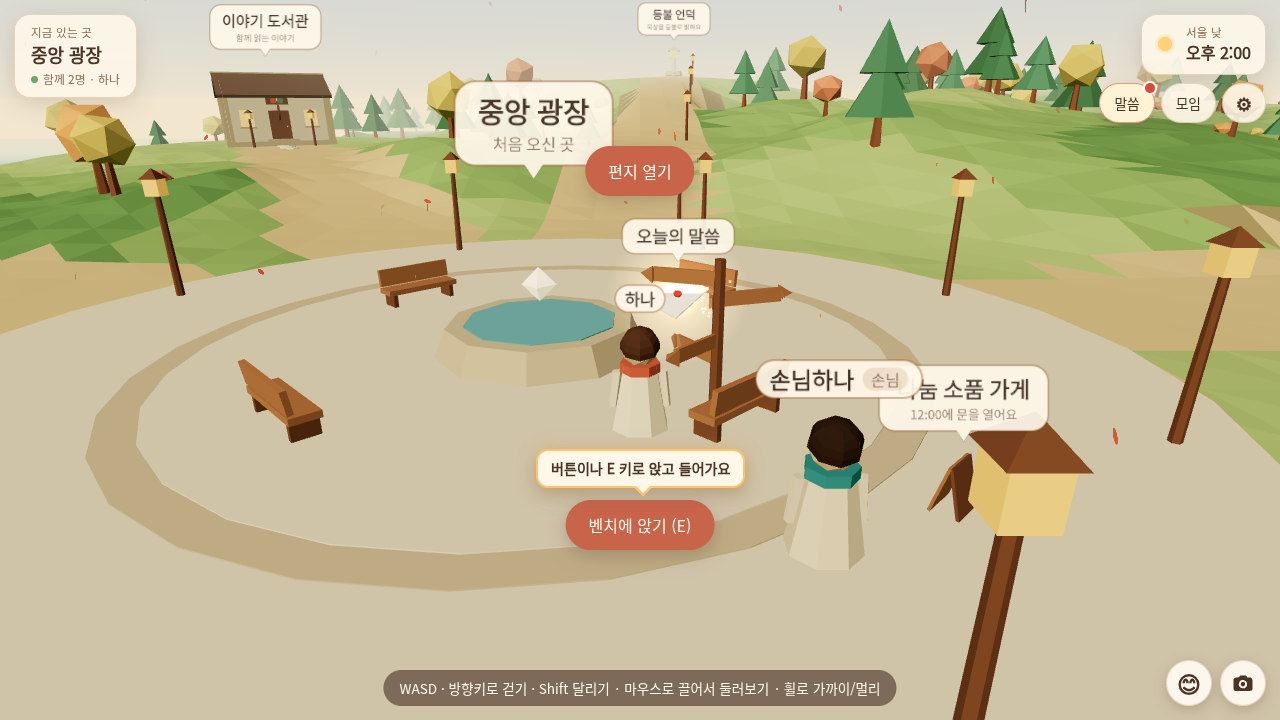 지금 있는 곳
중앙 광장
함께 2명 · 하나
이야기 도서관
함께 읽는 이야기
등불 언덕
서울 낮
오후 2:00
말씀
모임
중앙 광장
처음 오신 곳
편지 열기
오늘의 말씀
하나
손님하나 손님
소품 가게
12:00에 문을 열어요
버튼이나 E 키로 앉고 들어가요
벤치에 앉기 (E)
WASD · 방향키로 걷기 · Shift 달리기 · 마우스로 끌어서 둘러보기 · 휠로 가까이/멀리